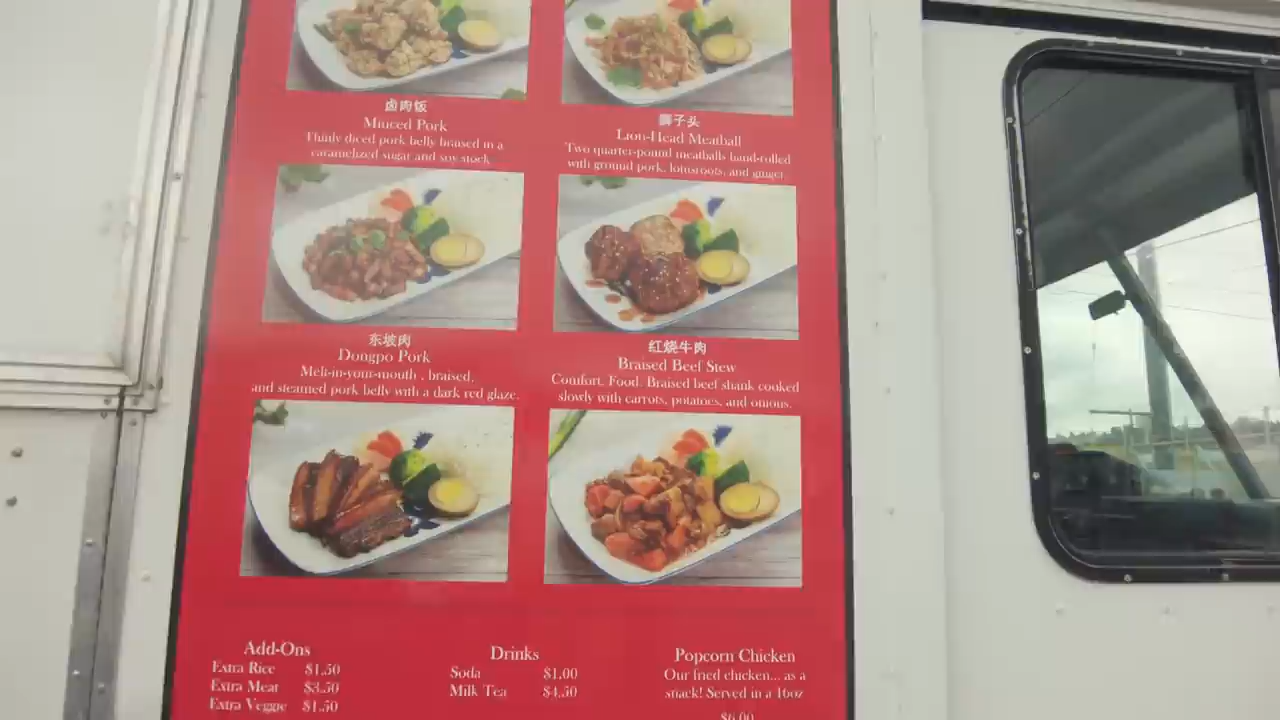 卤肉饭
Minced Pork
Thinly diced pork belly braised in a
caramelized sugar and soy stock.
獅子头
Lion-Head Meatball
Two quarter-pound meatballs hand-rolled
with ground pork, lotusroots, and ginger.
东坡肉
Dongpo Pork
Melt-in-your-mouth , braised,
and steamed pork belly with a dark red glaze.
红烧牛肉
Braised Beef Stew
Comfort. Food. Braised beef shank cooked
slowly with carrots, potatoes, and onions.
Add-Ons
Extra Rice $1.50
Extra Meat $3.50
Extra Veggie $1.50
Drinks
Soda $1.00
Milk Tea $4.50
Popcorn Chicken
Our fried chicken... as a
snack! Served in a 16oz
$6.00